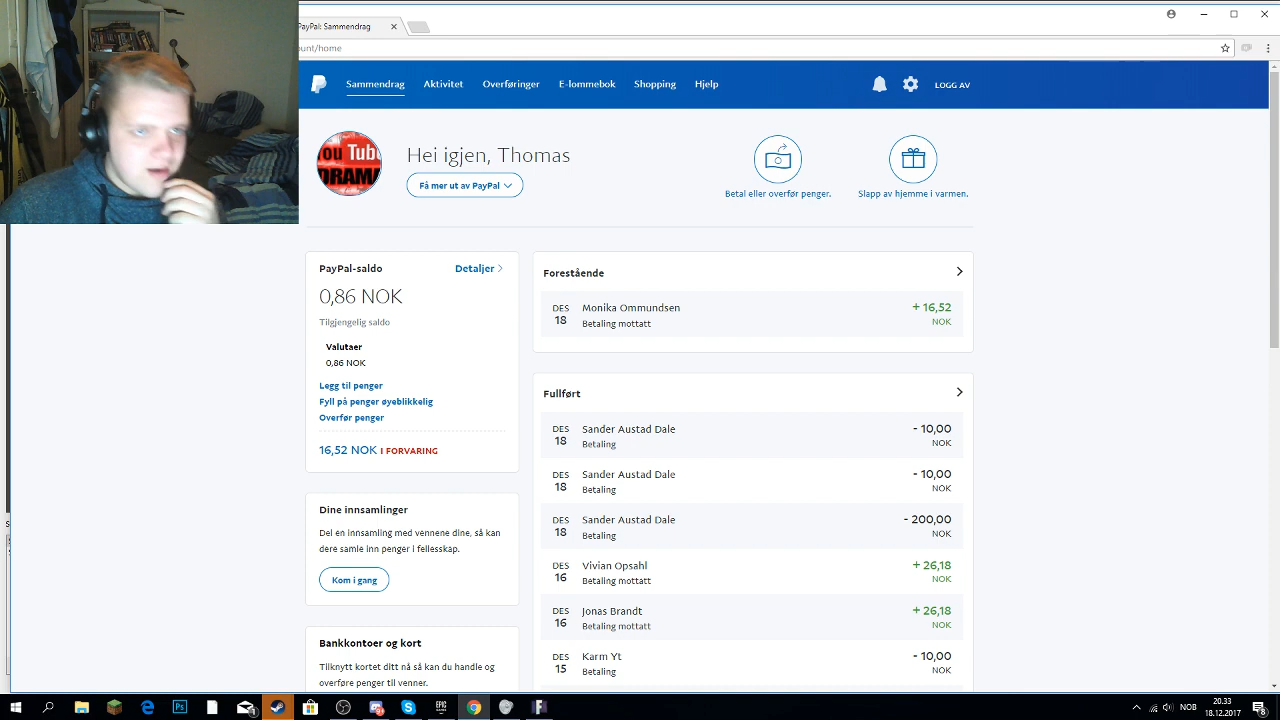 PayPal: Sammendrag
ount/home
Sammendrag
Aktivitet
Overføringer
E-lommebok
Shopping
Hjelp
LOGG AV
You Tube
DRAMA
Hei igjen, Thomas
Få mer ut av PayPal
Betal eller overfør penger.
Slapp av hjemme i varmen.
PayPal-saldo
Detaljer
0,86 NOK
Tilgjengelig saldo
Valutaer
0,86 NOK
Legg til penger
Fyll på penger øyeblikkelig
Overfør penger
16,52 NOK I FORVARING
Dine innsamlinger
Del en innsamling med vennene dine, så kan
dere samle inn penger i fellesskap.
Kom i gang
Bankkontoer og kort
Tilknytt kortet ditt nå så kan du handle og
overføre penger til venner.
Forestående
DES Monika Ommundsen + 16,52
18 Betaling mottatt NOK
Fullført
DES Sander Austad Dale - 10,00
18 Betaling NOK
DES Sander Austad Dale - 10,00
18 Betaling NOK
DES Sander Austad Dale - 200,00
18 Betaling NOK
DES Vivian Opsahl + 26,18
16 Betaling mottatt NOK
DES Jonas Brandt + 26,18
16 Betaling mottatt NOK
DES Karm Yt - 10,00
15 Betaling NOK
Ps
EPIC
GAMES
NOB
20.33
18.12.2017